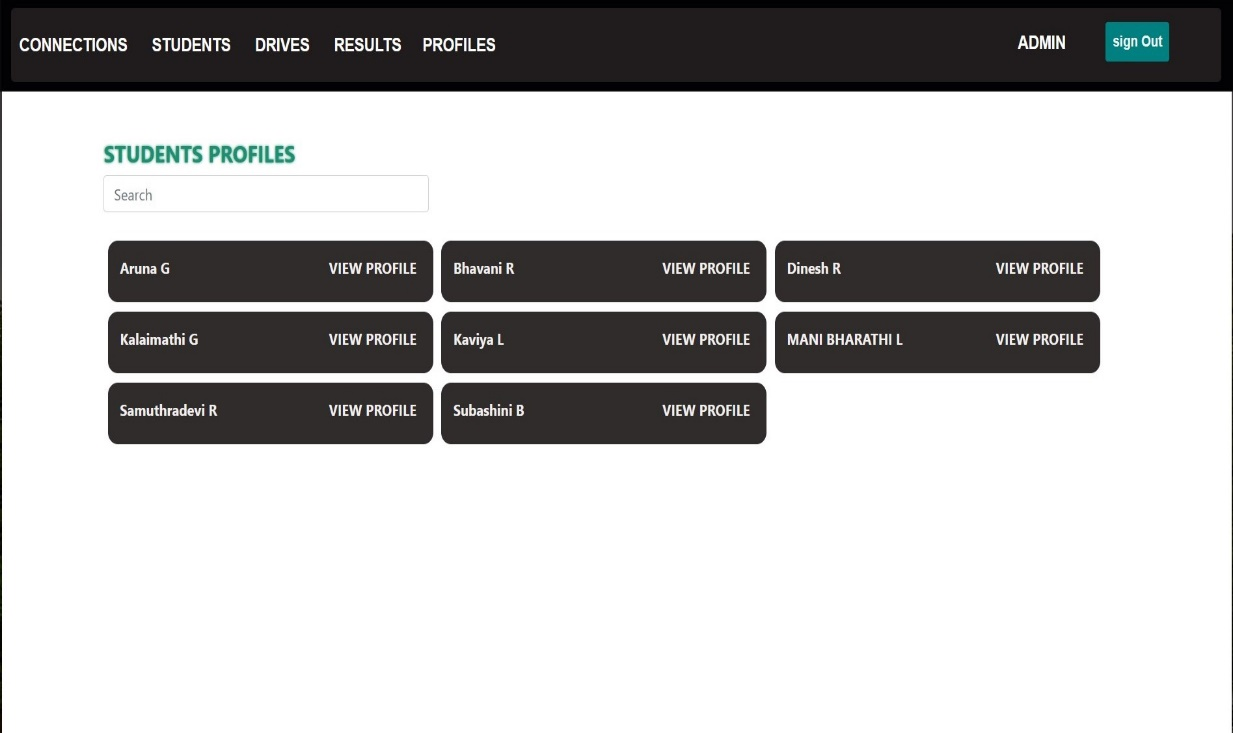 CONNECTIONS STUDENTS DRIVES RESULTS PROFILES ADMIN sign Out
STUDENTS PROFILES
Search
Aruna G VIEW PROFILE Bhavani R VIEW PROFILE Dinesh R VIEW PROFILE
Kalaimathi G VIEW PROFILE Kaviya L VIEW PROFILE MANI BHARATHI L VIEW PROFILE
Samuthradevi R VIEW PROFILE Subashini B VIEW PROFILE